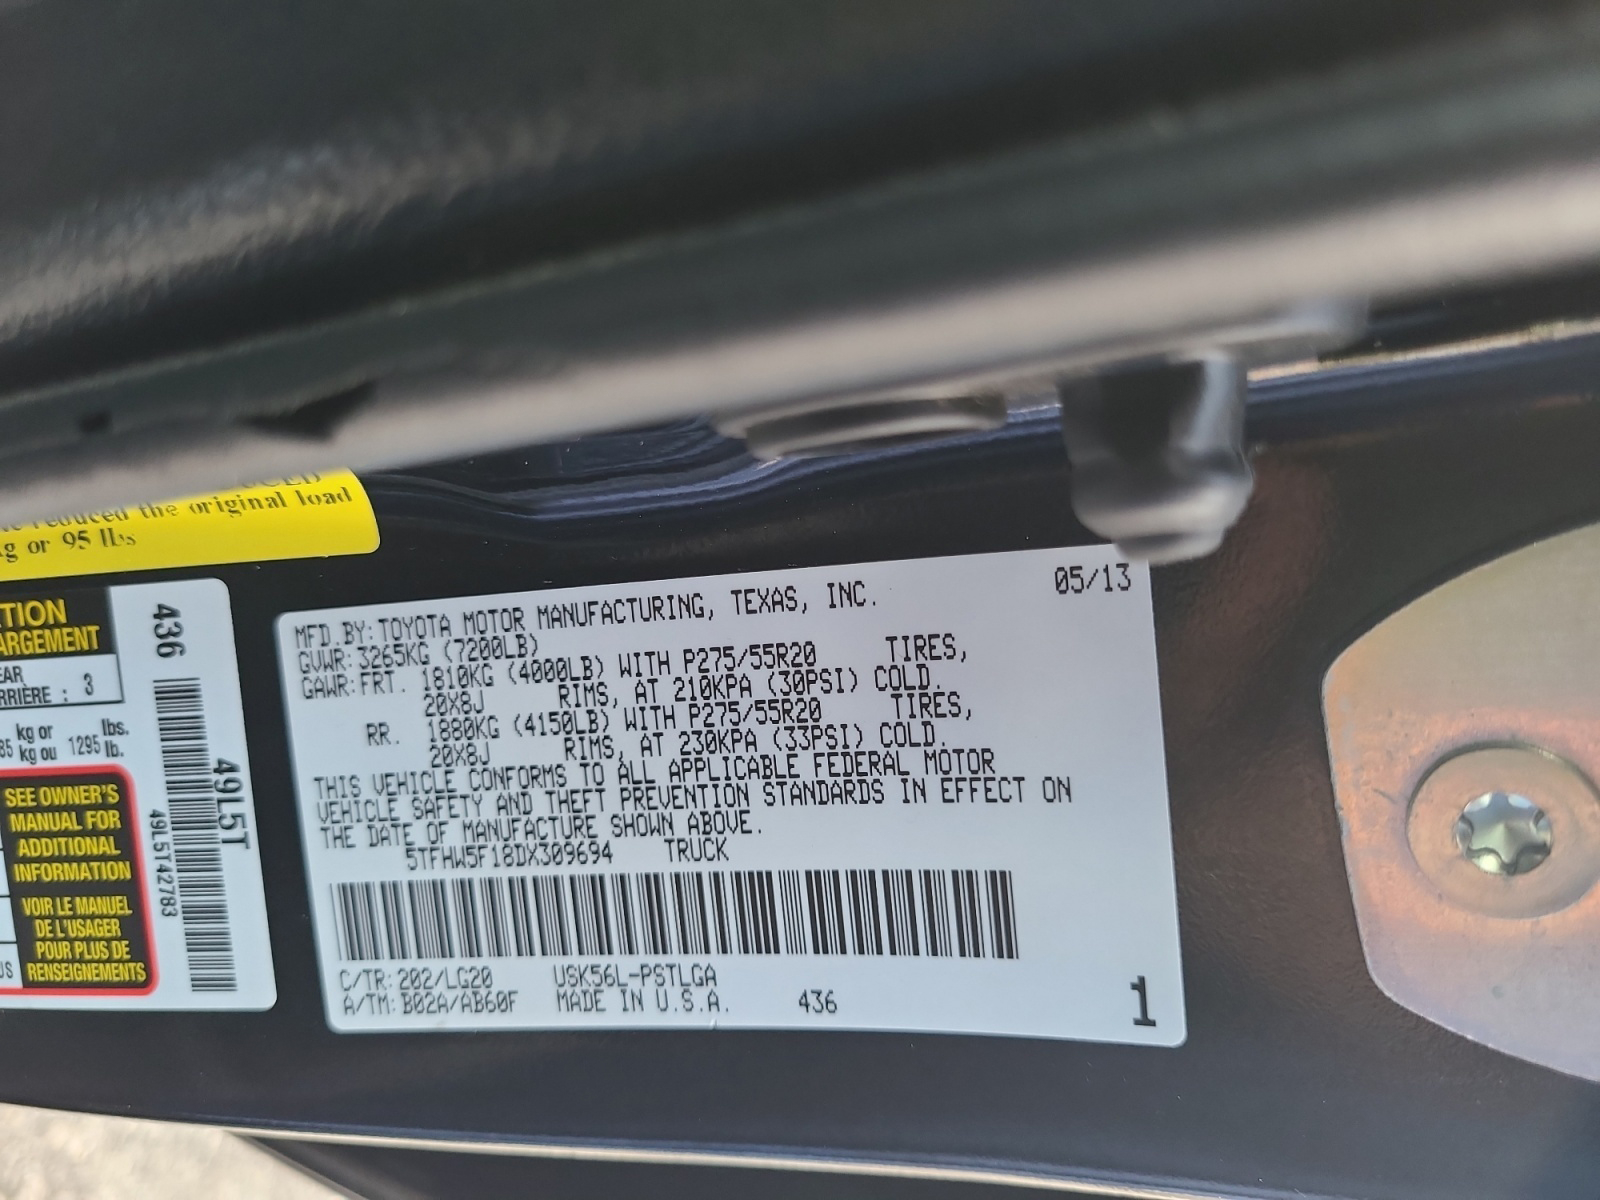 reduced the original load
g or 95 lbs
TION
ARGEMENT
EAR
RRIÈRE : 3
85 kg or kg ou 1295 lbs. lb.
SEE OWNER'S
MANUAL FOR
ADDITIONAL
INFORMATION
VOIR LE MANUEL
DE L'USAGER
POUR PLUS DE
RENSEIGNEMENTS
US
436
49L5T
49L5T42783
MFD.BY:TOYOTA MOTOR MANUFACTURING, TEXAS, INC. 05/13
GVWR:3265KG (7200LB)
GAWR:FRT. 1810KG (4000LB) WITH P275/55R20 TIRES,
20X8J RIMS, AT 210KPA (30PSI) COLD.
RR. 1880KG (4150LB) WITH P275/55R20 TIRES,
20X8J RIMS, AT 230KPA (33PSI) COLD.
THIS VEHICLE CONFORMS TO ALL APPLICABLE FEDERAL MOTOR
VEHICLE SAFETY AND THEFT PREVENTION STANDARDS IN EFFECT ON
THE DATE OF MANUFACTURE SHOWN ABOVE.
5TFHW5F18DX309694 TRUCK
C/TR:202/LG20 USK56L-PSTLGA
A/TM:B02A/AB60F MADE IN U.S.A. 436 1